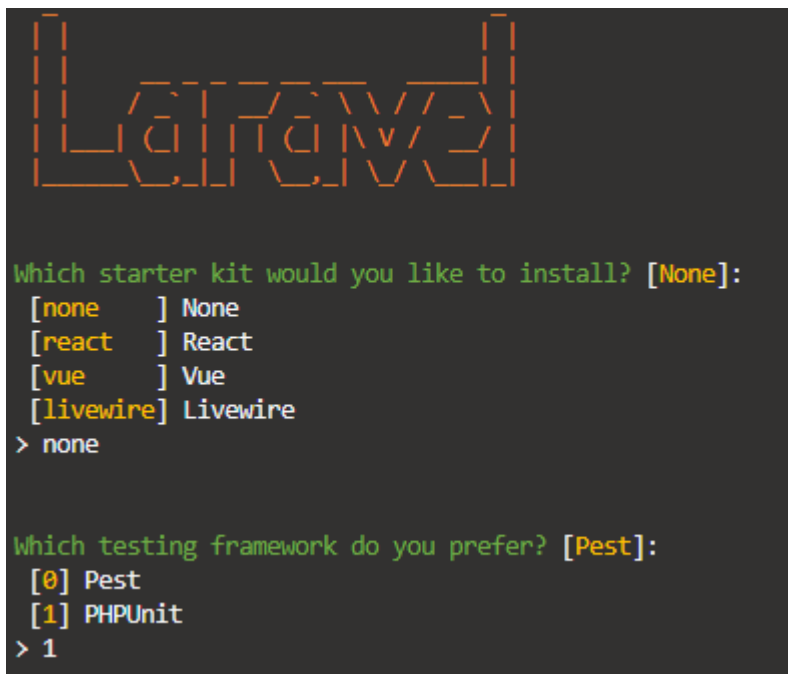 Laravel
Which starter kit would you like to install? [None]:
[none    ] None
[react   ] React
[vue     ] Vue
[livewire] Livewire
> none
Which testing framework do you prefer? [Pest]:
[0] Pest
[1] PHPUnit
> 1